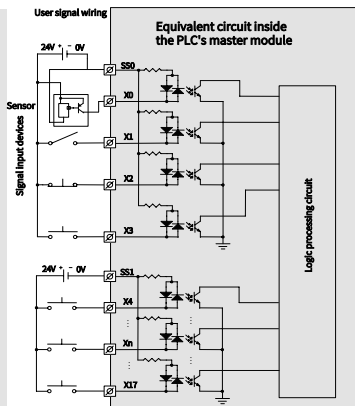 User signal wiring
Equivalent circuit inside
the PLC's master module
24V + - 0V
SS0
Sensor
X0
Signal input devices
X1
X2
X3
Logic processing circuit
24V + - 0V
SS1
X4
Xn
X17